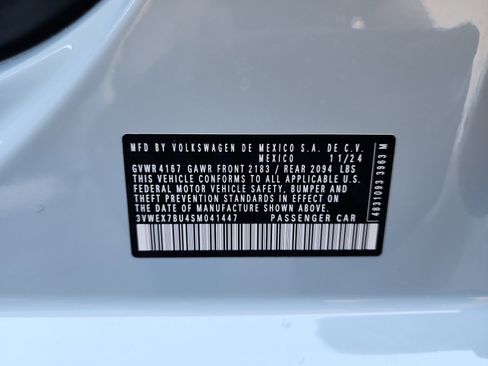 MFD BY VOLKSWAGEN DE MEXICO S.A. DE C.V.
MEXICO 11/24
GVWR 4167 GAWR FRONT 2183 / REAR 2094 LBS
THIS VEHICLE CONFORMS TO ALL APPLICABLE U.S.
FEDERAL MOTOR VEHICLE SAFETY, BUMPER AND
THEFT PREVENTION STANDARDS IN EFFECT ON
THE DATE OF MANUFACTURE SHOWN ABOVE.
3VWEX7BU4SM041447 PASSENGER CAR
4831093 3963 M